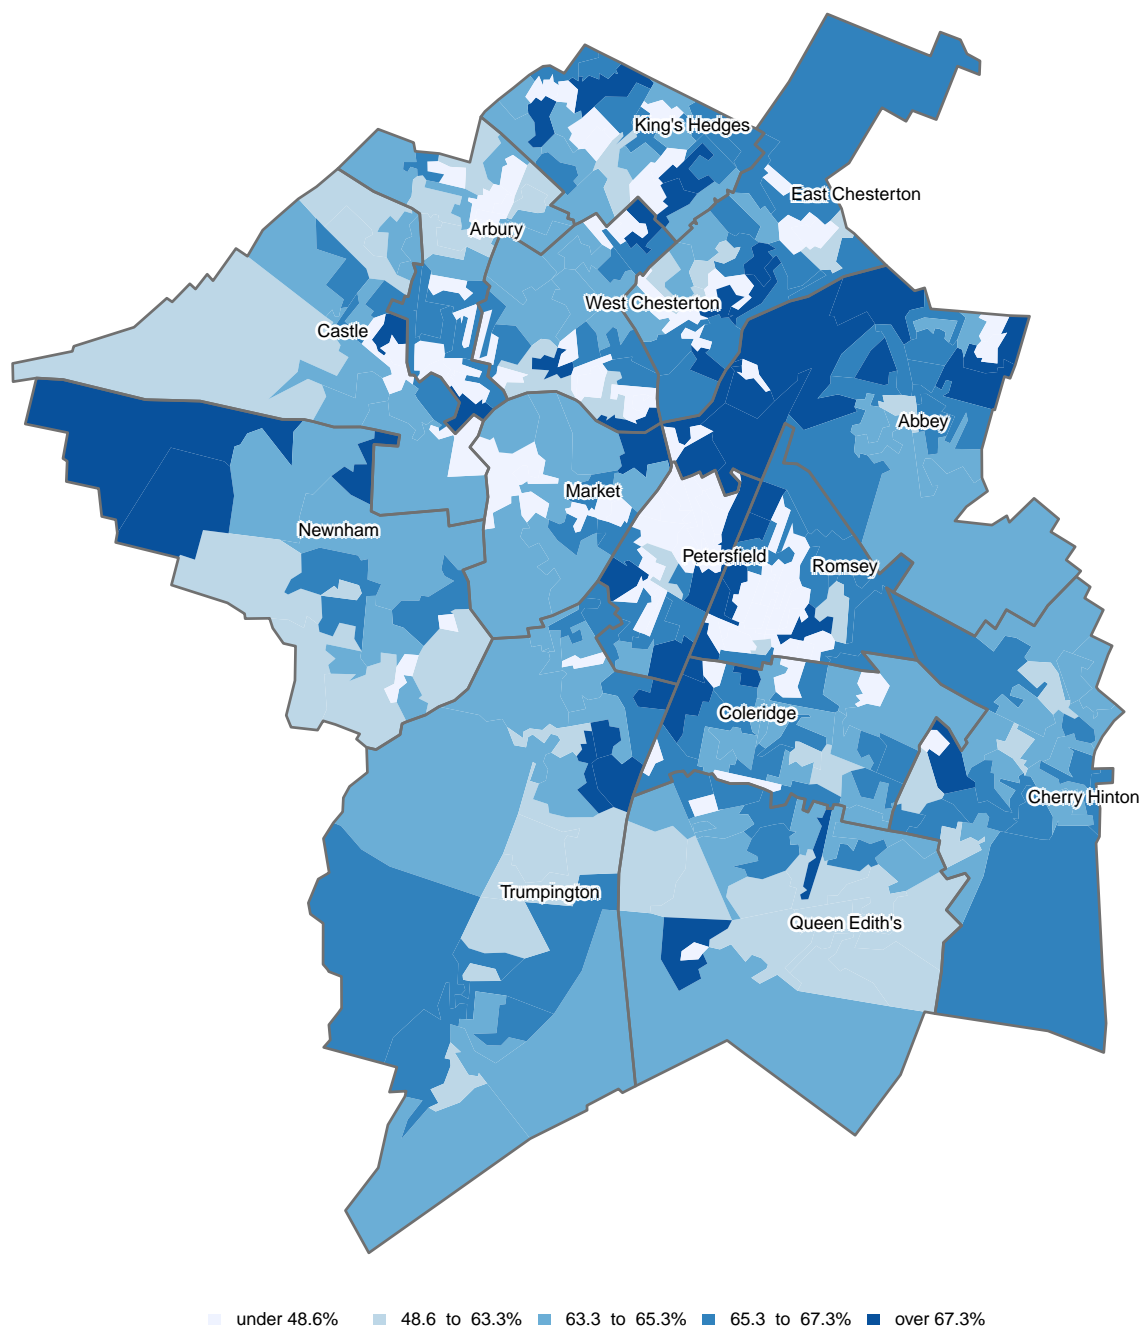 King's Hedges
East Chesterton
Arbury
West Chesterton
Castle
Abbey
Market
Newnham
Petersfield
Romsey
Coleridge
Cherry Hinton
Trumpington
Queen Edith's
under 48.6%
48.6 to 63.3%
63.3 to 65.3%
65.3 to 67.3%
over 67.3%